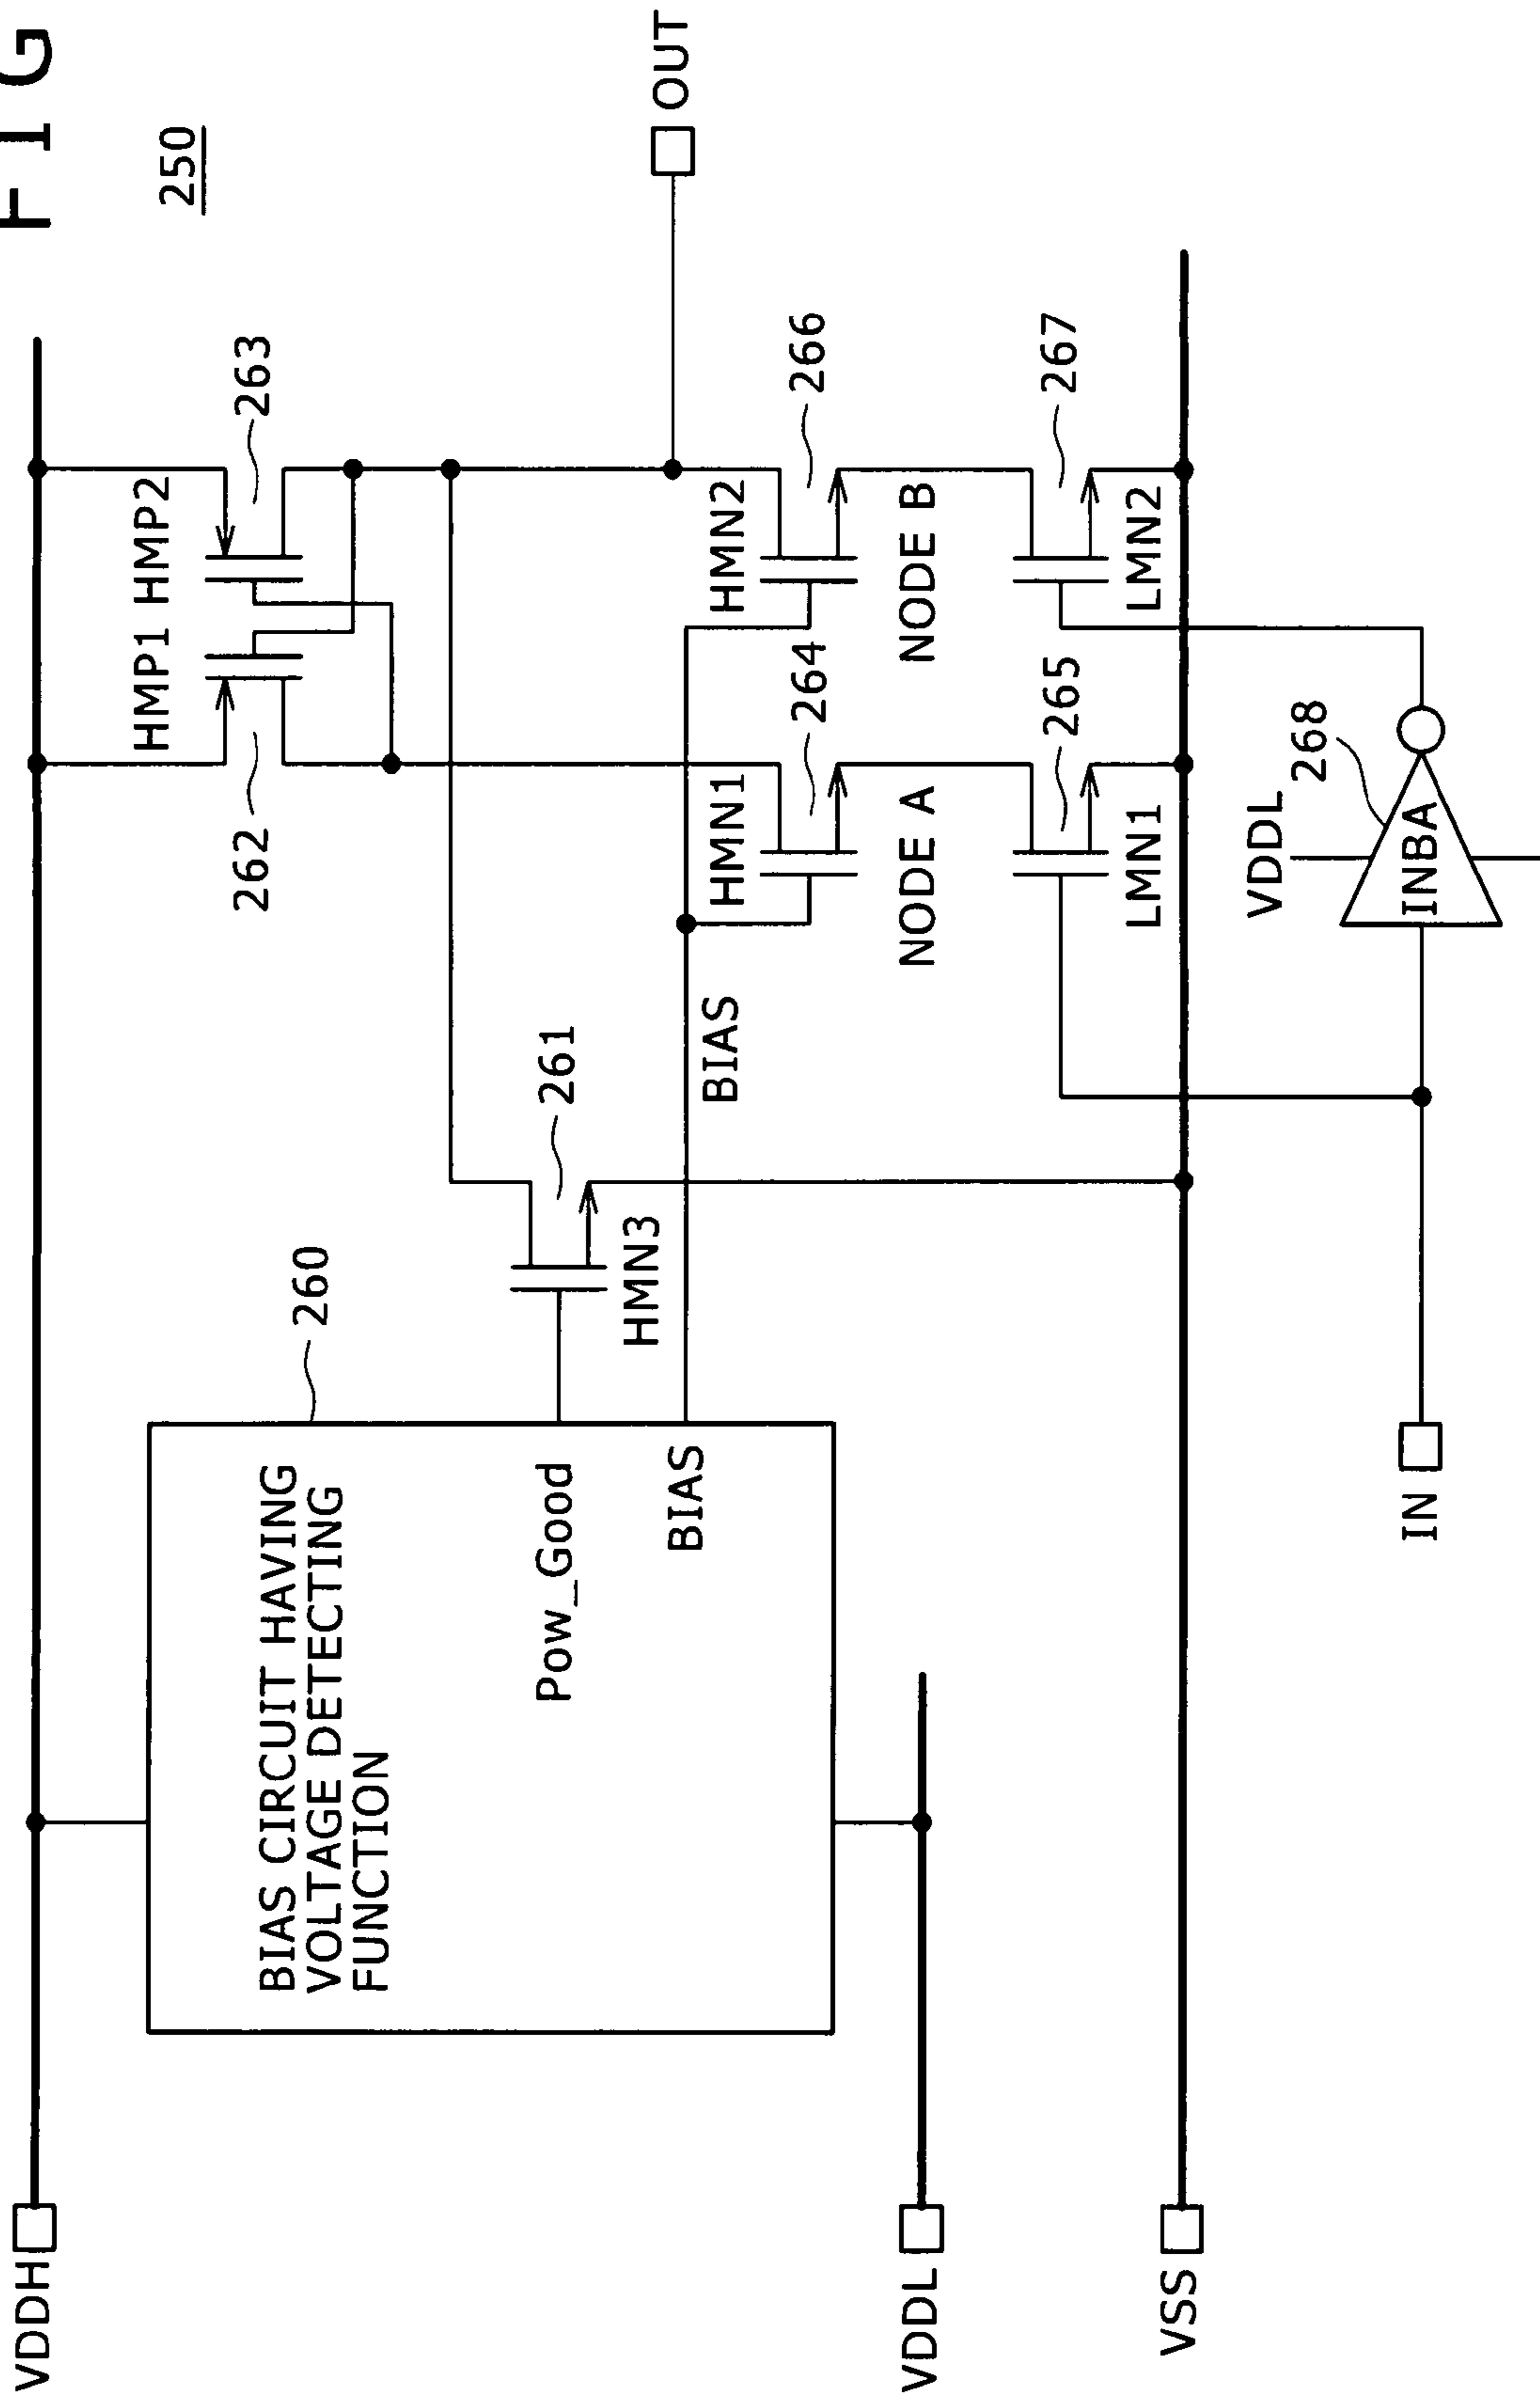 FIG
250
VDDH
HMP1 HMP2
262
263
260
BIAS CIRCUIT HAVING
VOLTAGE DETECTING
FUNCTION
Pow_Good
BIAS
261
HMN3
OUT
BIAS
HMN1
264
HMN2
266
NODE A
NODE B
265
267
LMN1
LMN2
VDDL
VSS
VDDL
268
INBA
IN